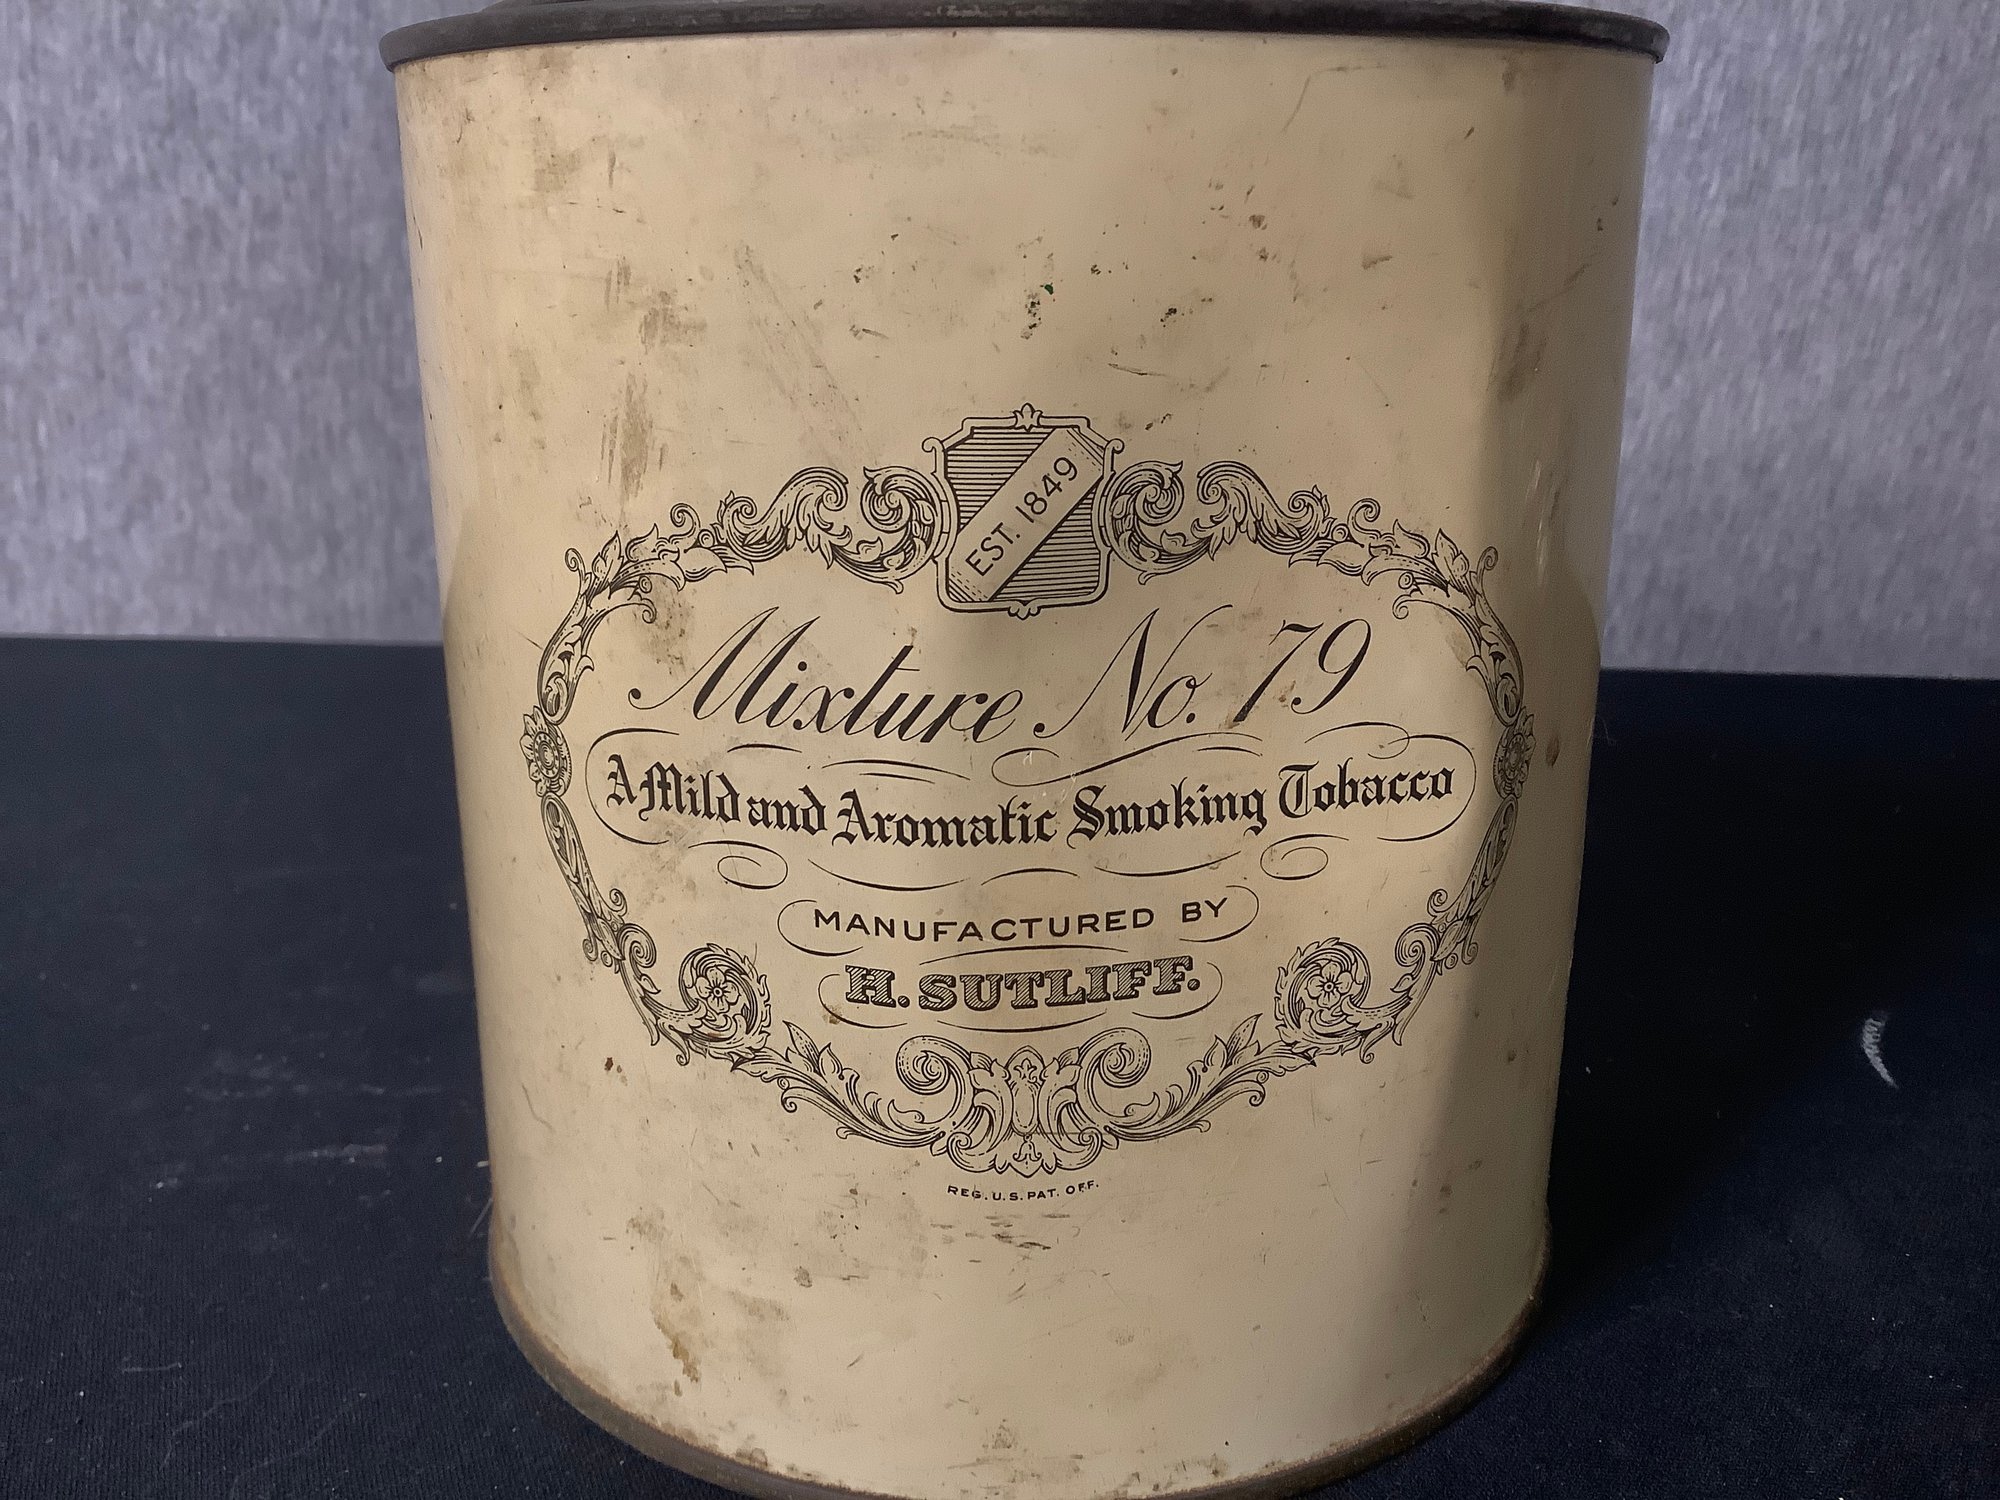 EST. 1849
Mixture No. 79
A Mild and Aromatic Smoking Tobacco
MANUFACTURED BY
H. SUTLIFF.
REG. U.S. PAT. OFF.